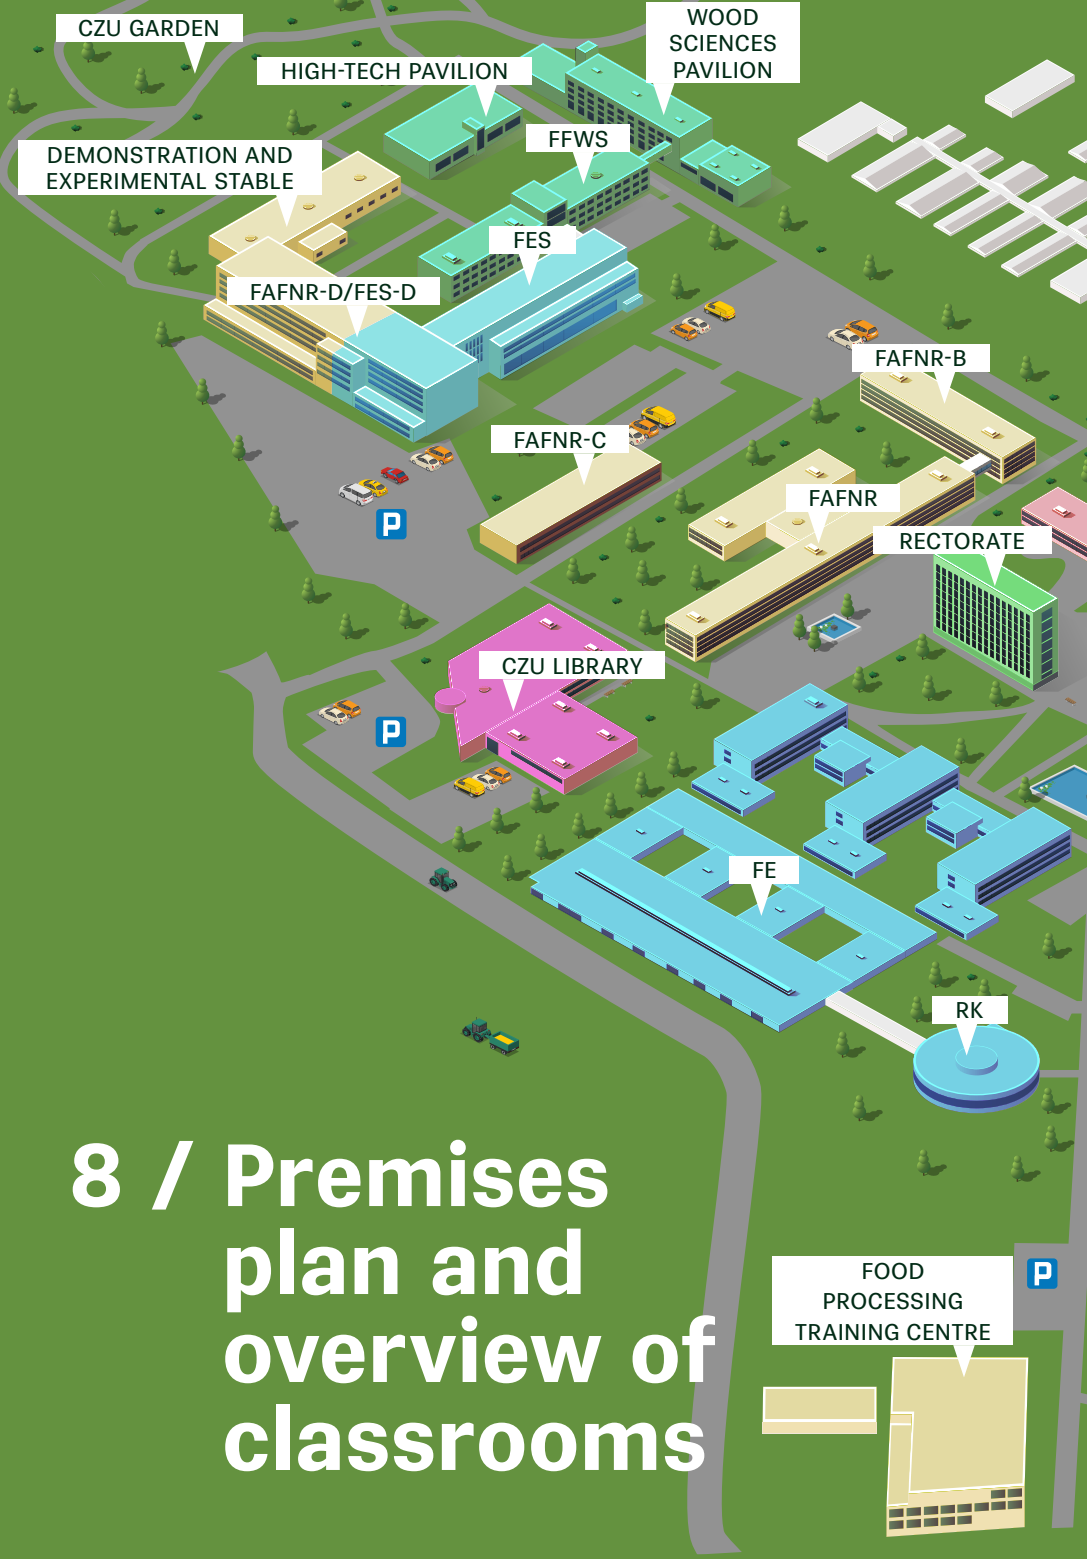 CZU GARDEN
HIGH-TECH PAVILION
WOOD
SCIENCES
PAVILION
FFWS
DEMONSTRATION AND
EXPERIMENTAL STABLE
FES
FAFNR-D/FES-D
FAFNR-B
FAFNR-C
FAFNR
P
RECTORATE
CZU LIBRARY
P
FE
RK
8 / Premises
plan and
overview of
classrooms
FOOD
PROCESSING
TRAINING CENTRE
P